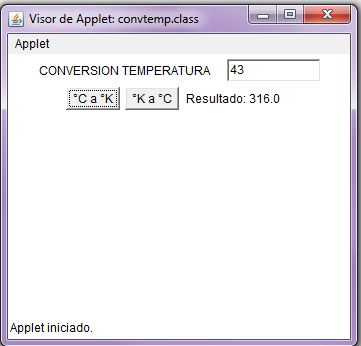 Visor de Applet: convtemp.class
Applet
CONVERSION TEMPERATURA 43
°C a °K °K a °C Resultado: 316.0
Applet iniciado.